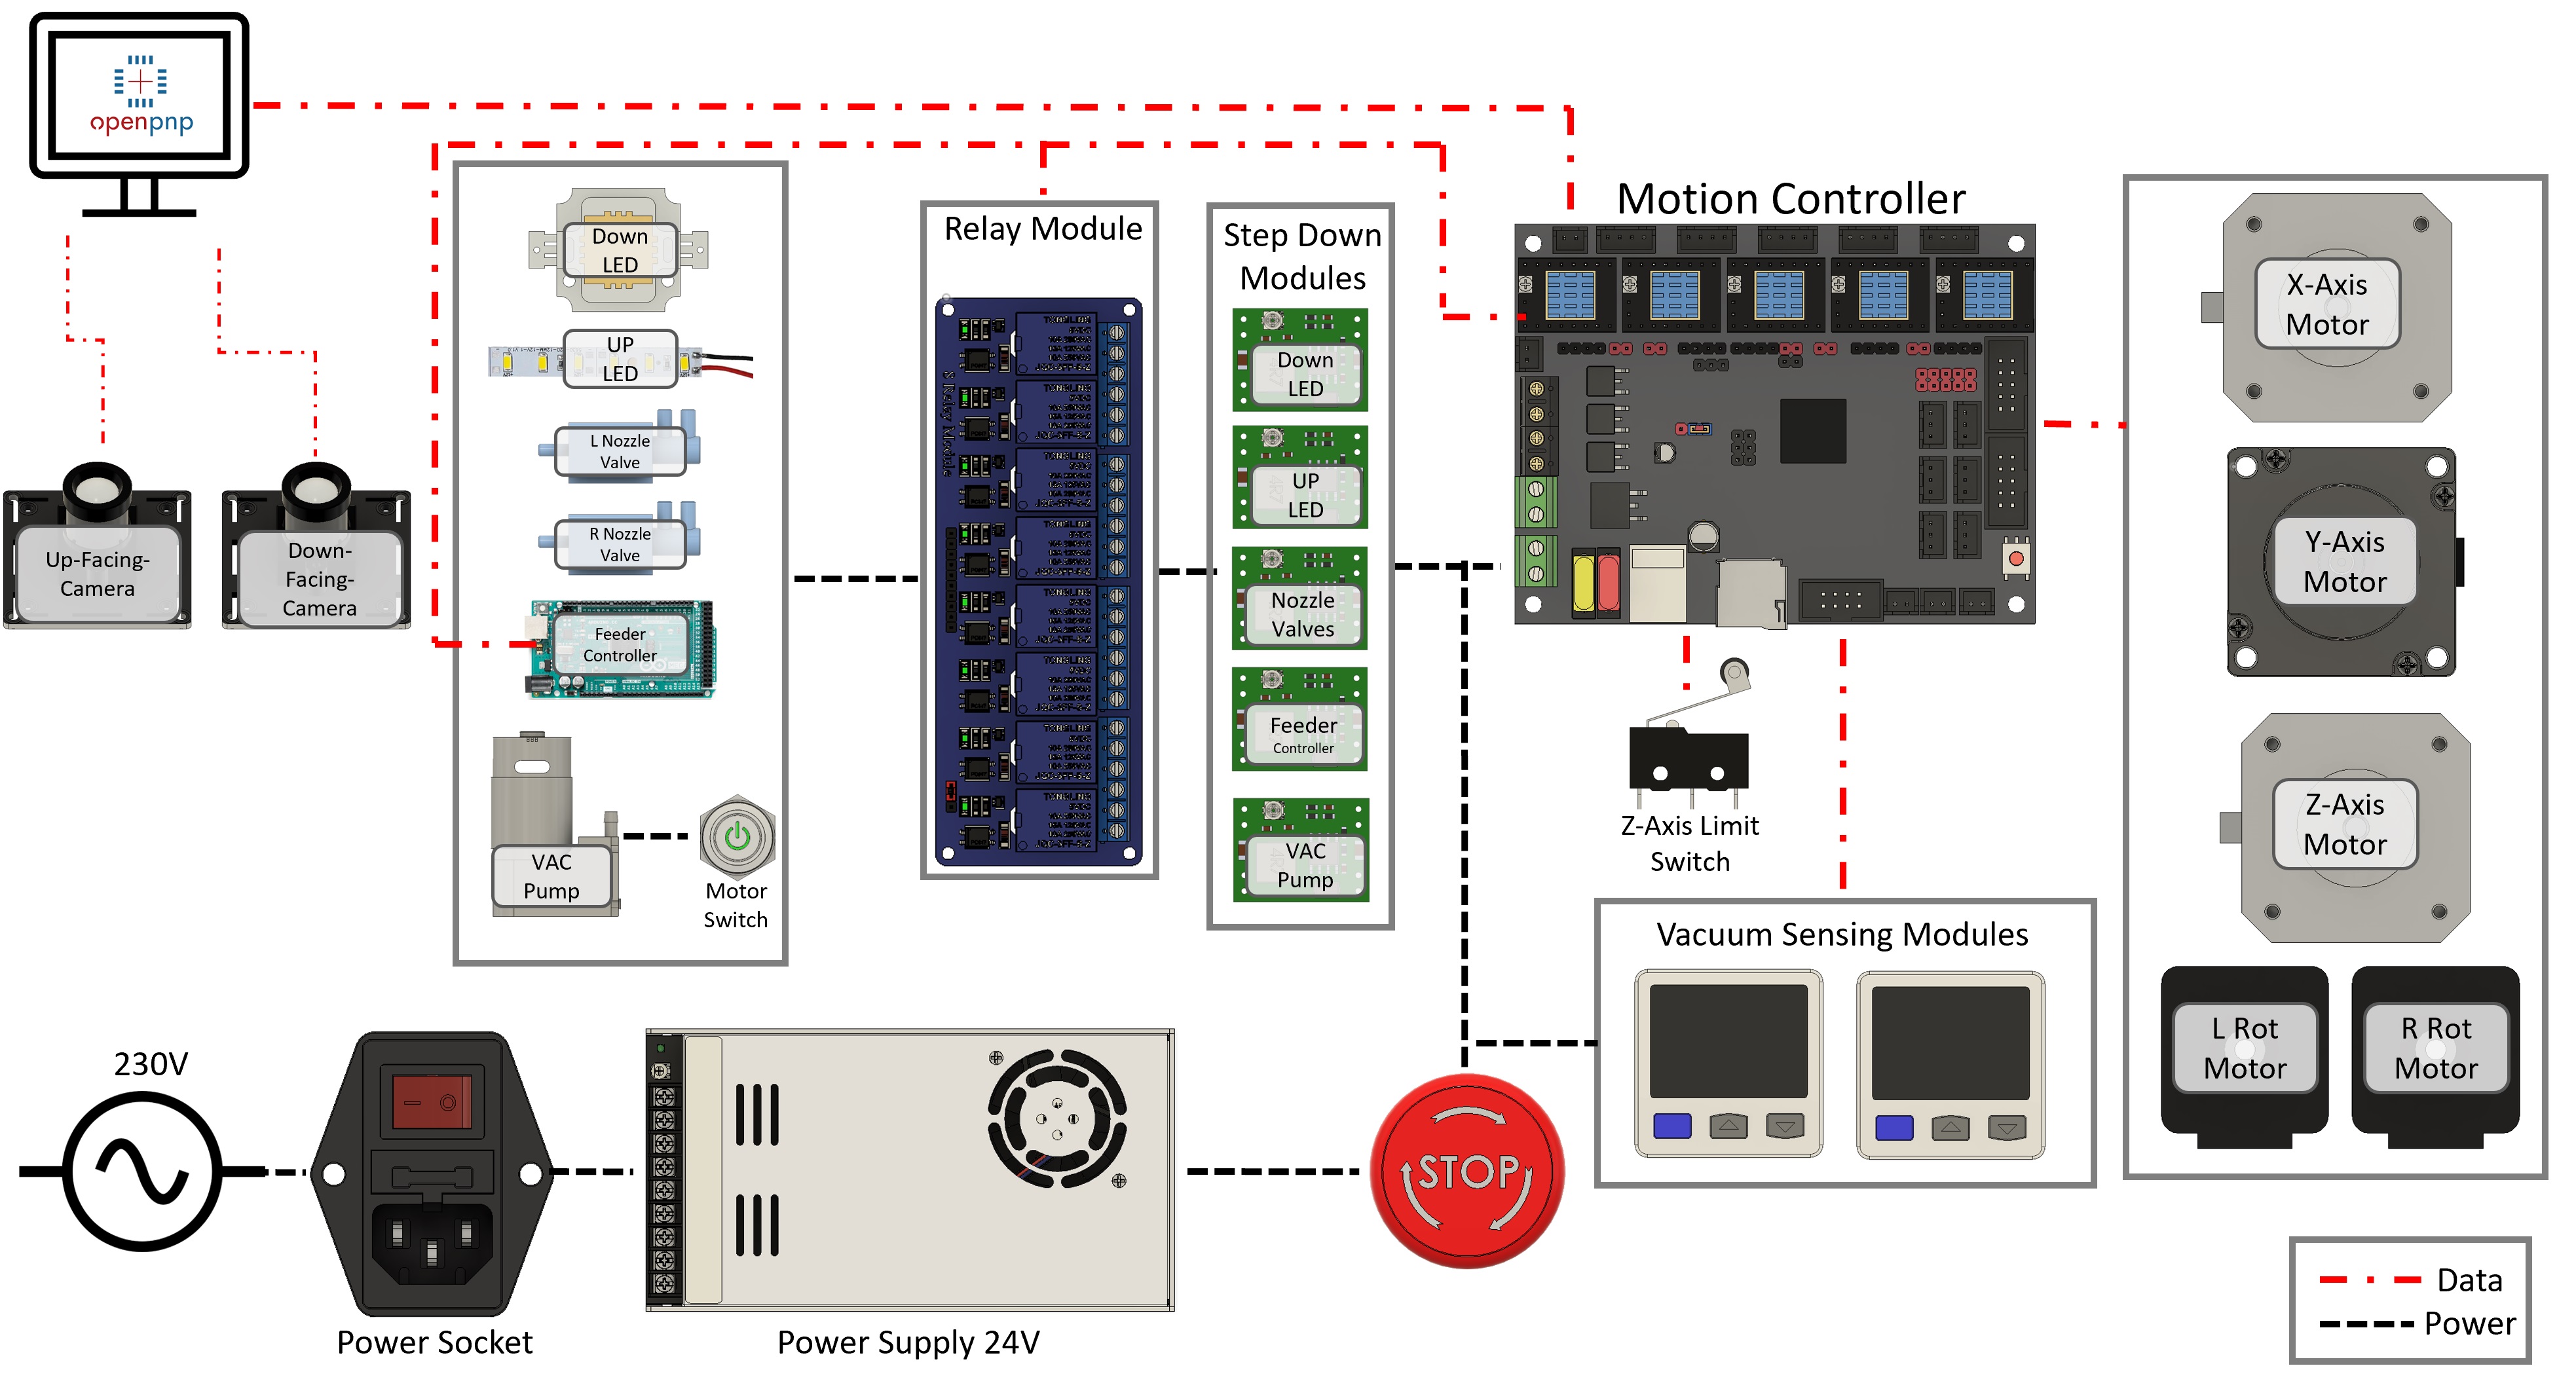 openpnp
Down
LED
UP
LED
L Nozzle
Valve
R Nozzle
Valve
Feeder
Controller
VAC
Pump
Motor
Switch
Up-Facing-
Camera
Down-
Facing-
Camera
Relay Module
Step Down
Modules
Down
LED
UP
LED
Nozzle
Valves
Feeder
Controller
VAC
Pump
Motion Controller
Z-Axis Limit
Switch
Vacuum Sensing Modules
X-Axis
Motor
Y-Axis
Motor
Z-Axis
Motor
L Rot
Motor
R Rot
Motor
230V
Power Socket
Power Supply 24V
STOP
Data
Power